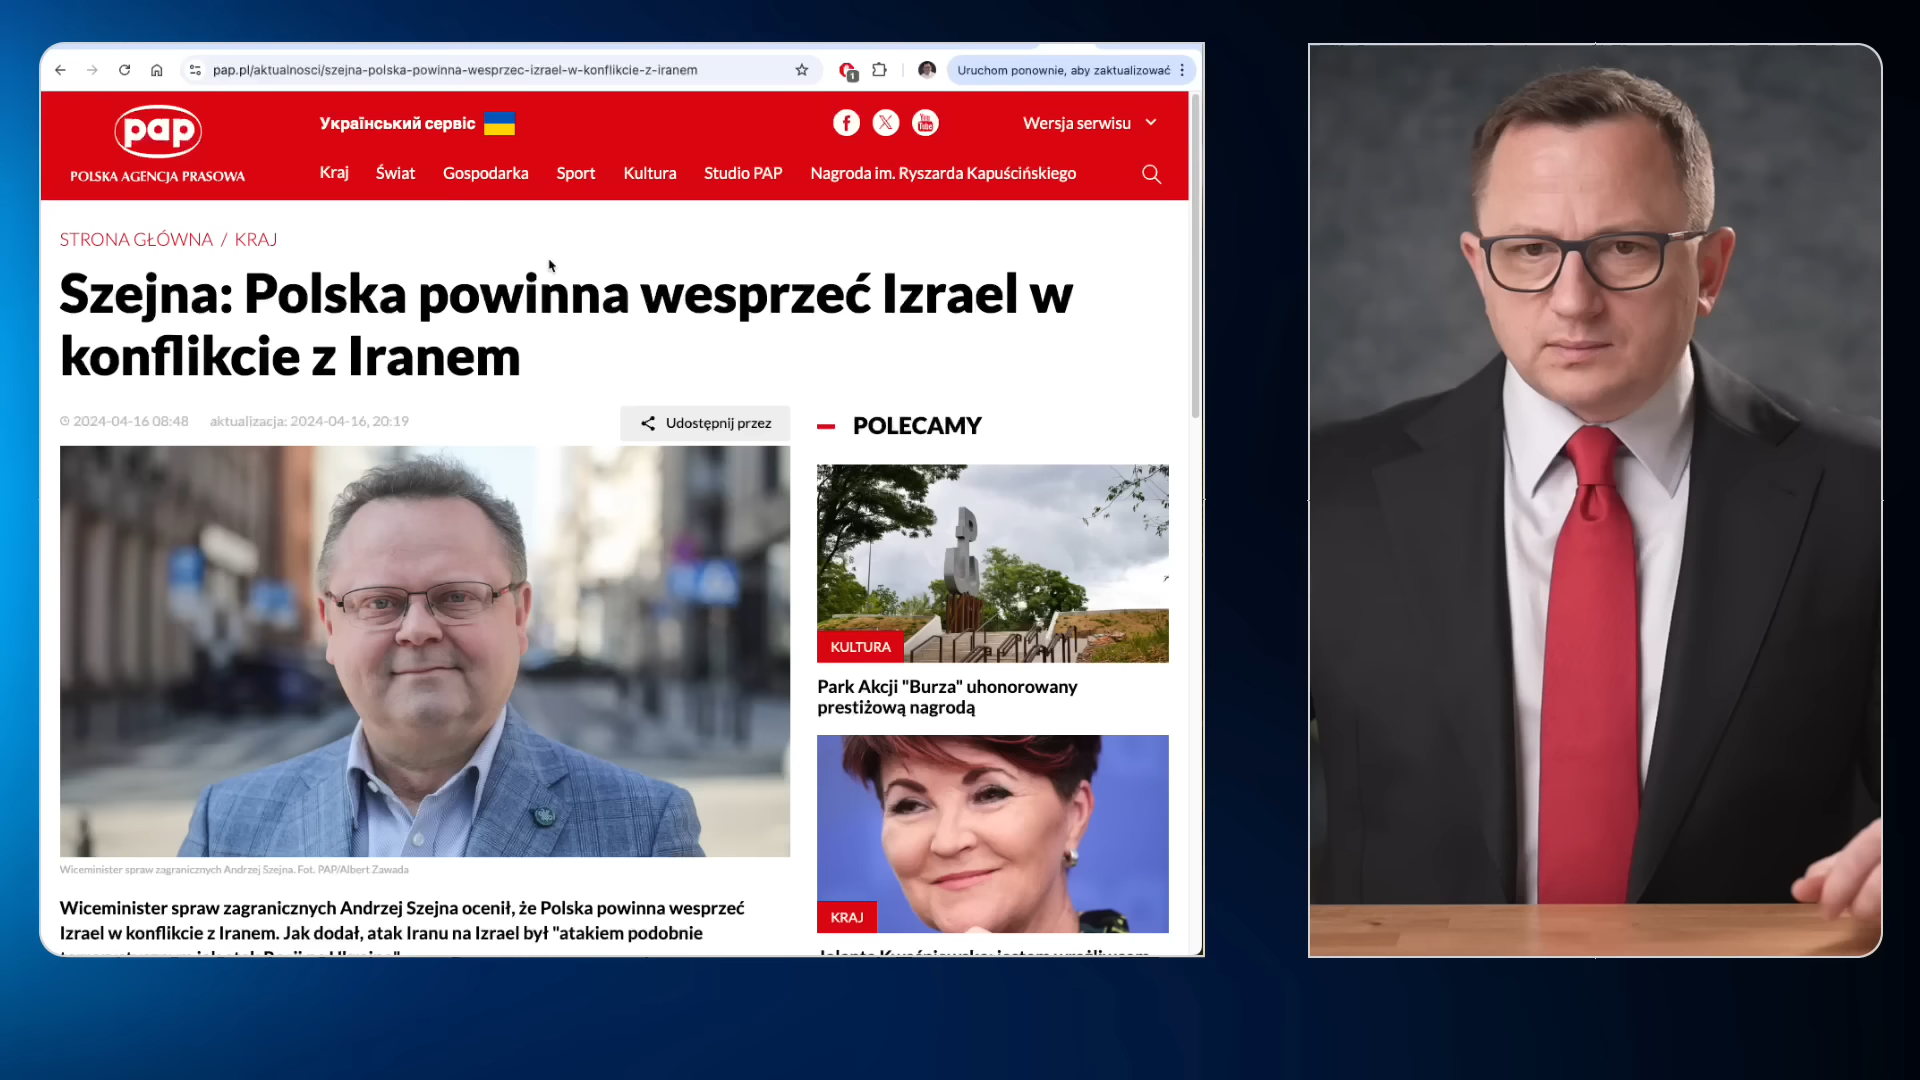 pap.pl/aktualnosci/szejna-polska-powinna-wesprzec-izrael-w-konflikcie-z-iranem
1
Uruchom ponownie, aby zaktualizować
pap
POLSKA AGENCJA PRASOWA
Український сервіс
You
Wersja serwisu
Kraj Świat Gospodarka Sport Kultura Studio PAP Nagroda im. Ryszarda Kapuścińskiego
STRONA GŁÓWNA / KRAJ
Szejna: Polska powinna wesprzeć Izrael w
konflikcie z Iranem
2024-04-16 08:48 aktualizacja: 2024-04-16, 20:19
Udostępnij przez
Wiceminister spraw zagranicznych Andrzej Szejna. Fot. PAP/Albert Zawada
Wiceminister spraw zagranicznych Andrzej Szejna ocenił, że Polska powinna wesprzeć
Izrael w konflikcie z Iranem. Jak dodał, atak Iranu na Izrael był "atakiem podobnie
POLECAMY
KULTURA
Park Akcji "Burza" uhonorowany
prestiżową nagrodą
KRAJ